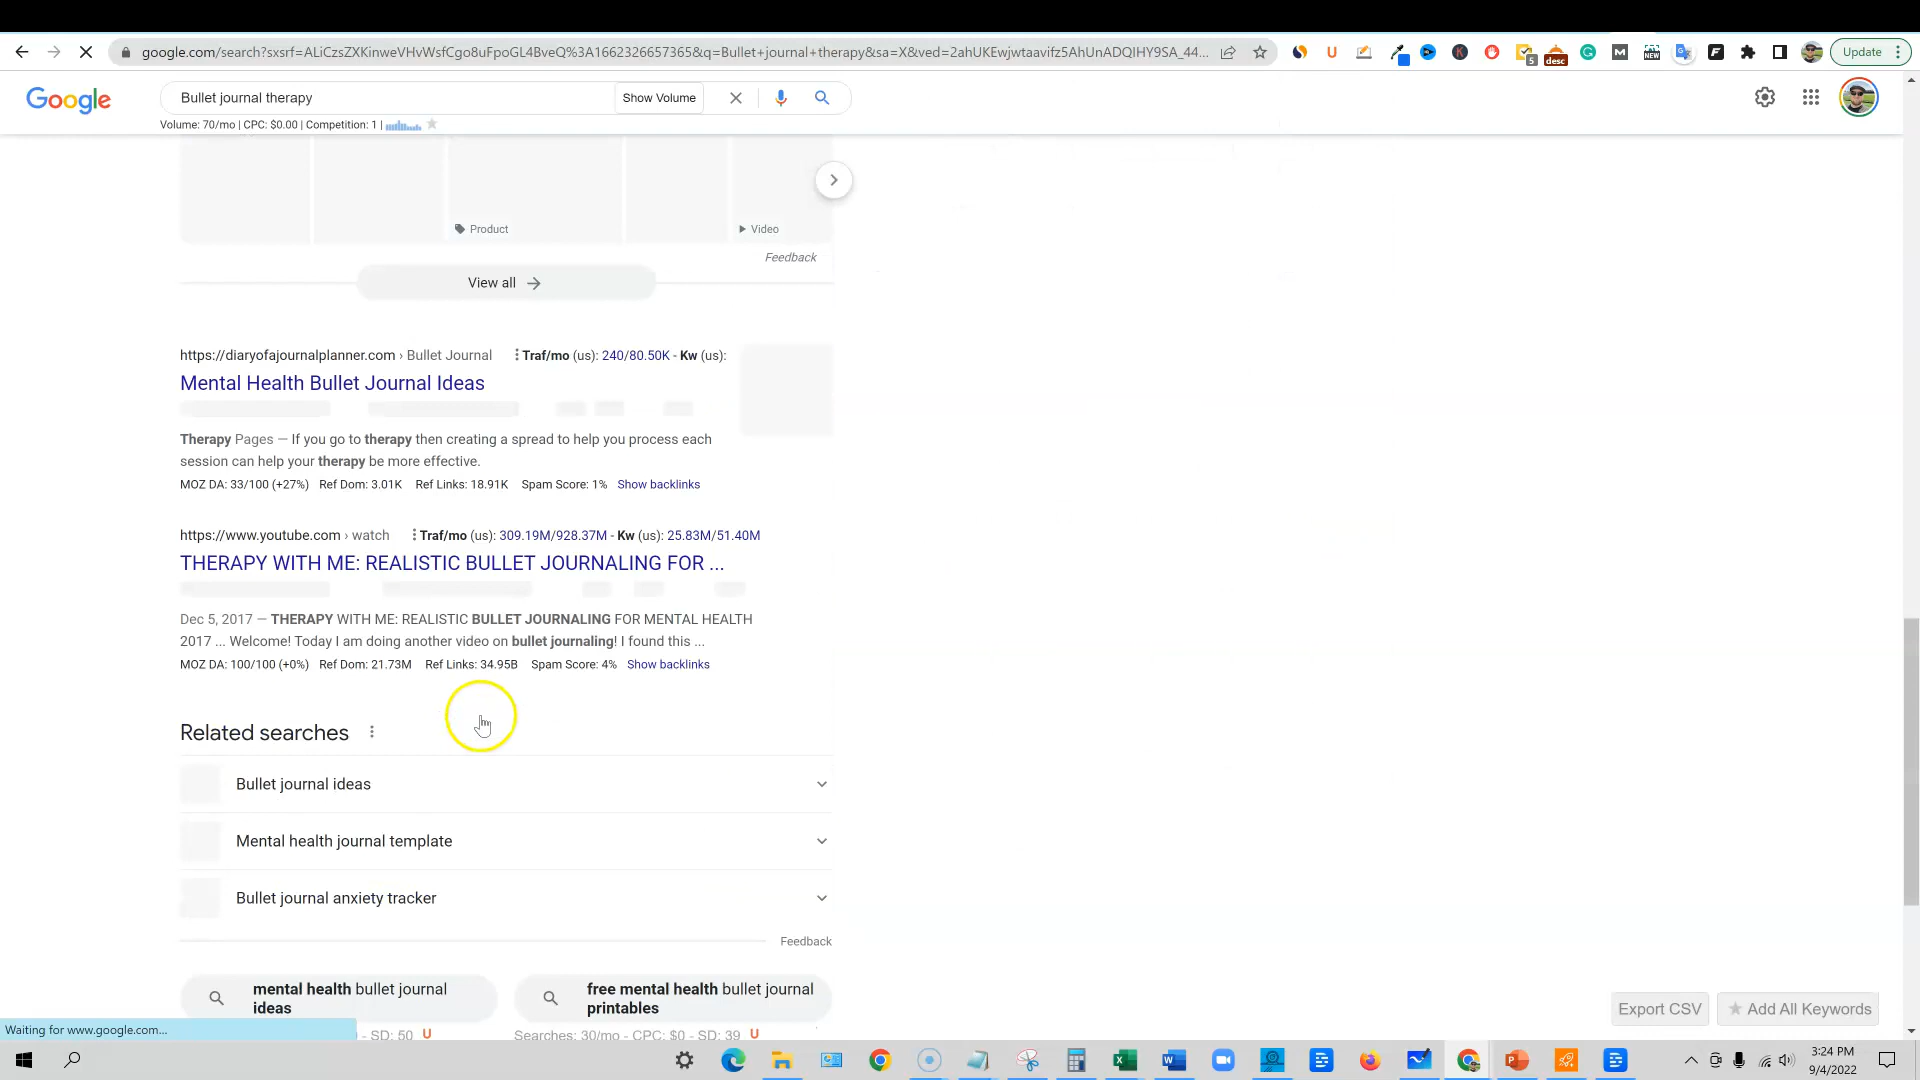 google.com/search?sxsrf=ALiCzsZXKinweVHvWsfCgo8uFpoGL4BveQ%3A1662326657365&q=Bullet+journal+therapy&sa=X&ved=2ahUKEwjwtaavifz5AhUnADQIHY9SA_44...
5
desc
NEW
Update
Google
Bullet journal therapy
Show Volume
Volume: 70/mo | CPC: $0.00 | Competition: 1 |
Product
Video
Feedback
View all
https://diaryofajournalplanner.com › Bullet Journal
Traf/mo (us): 240/80.50K - Kw (us):
Mental Health Bullet Journal Ideas
Therapy Pages — If you go to therapy then creating a spread to help you process each
session can help your therapy be more effective.
MOZ DA: 33/100 (+27%) Ref Dom: 3.01K Ref Links: 18.91K Spam Score: 1% Show backlinks
https://www.youtube.com › watch
Traf/mo (us): 309.19M/928.37M - Kw (us): 25.83M/51.40M
THERAPY WITH ME: REALISTIC BULLET JOURNALING FOR ...
Dec 5, 2017 — THERAPY WITH ME: REALISTIC BULLET JOURNALING FOR MENTAL HEALTH
2017 ... Welcome! Today I am doing another video on bullet journaling! I found this ...
MOZ DA: 100/100 (+0%) Ref Dom: 21.73M Ref Links: 34.95B Spam Score: 4% Show backlinks
Related searches
Bullet journal ideas
Mental health journal template
Bullet journal anxiety tracker
Feedback
mental health bullet journal
ideas
free mental health bullet journal
printables
- SD: 50
Searches: 30/mo - CPC: $0 - SD: 39
Export CSV
Add All Keywords
Waiting for www.google.com...
3:24 PM
9/4/2022